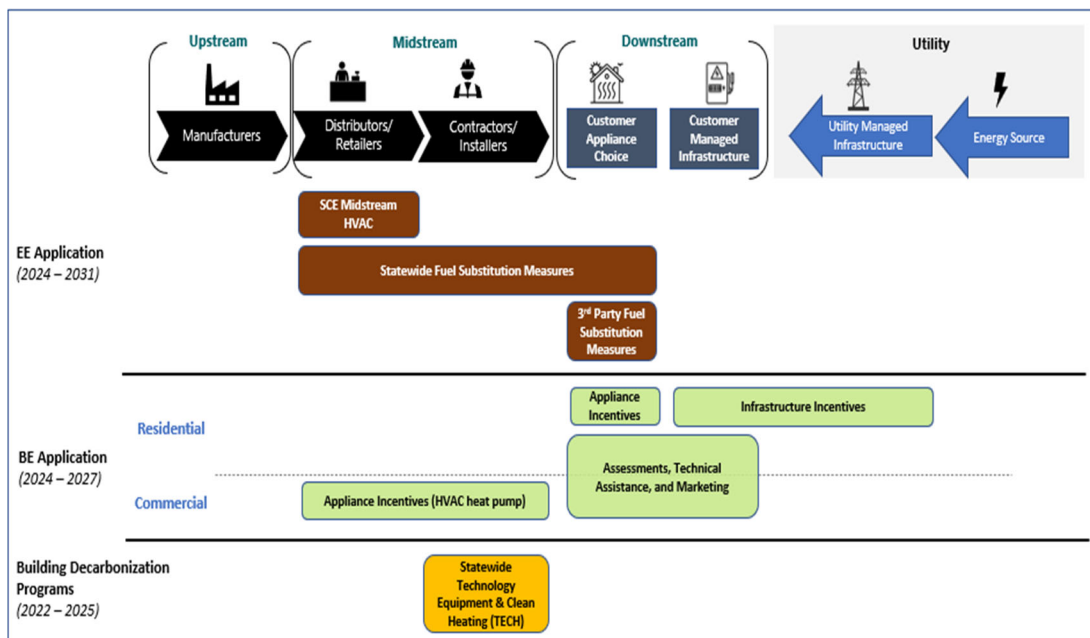 Upstream
Midstream
Downstream
Utility
Manufacturers
Distributors/
Retailers
Contractors/
Installers
Customer
Appliance
Choice
Customer
Managed
Infrastructure
Utility Managed
Infrastructure
Energy Source
EE Application
(2024 – 2031)
SCE Midstream
HVAC
Statewide Fuel Substitution Measures
3rd Party Fuel
Substitution
Measures
BE Application
(2024 – 2027)
Residential
Appliance
Incentives
Infrastructure Incentives
Assessments, Technical
Assistance, and Marketing
Commercial
Appliance Incentives (HVAC heat pump)
Building Decarbonization
Programs
(2022 – 2025)
Statewide
Technology
Equipment & Clean
Heating (TECH)